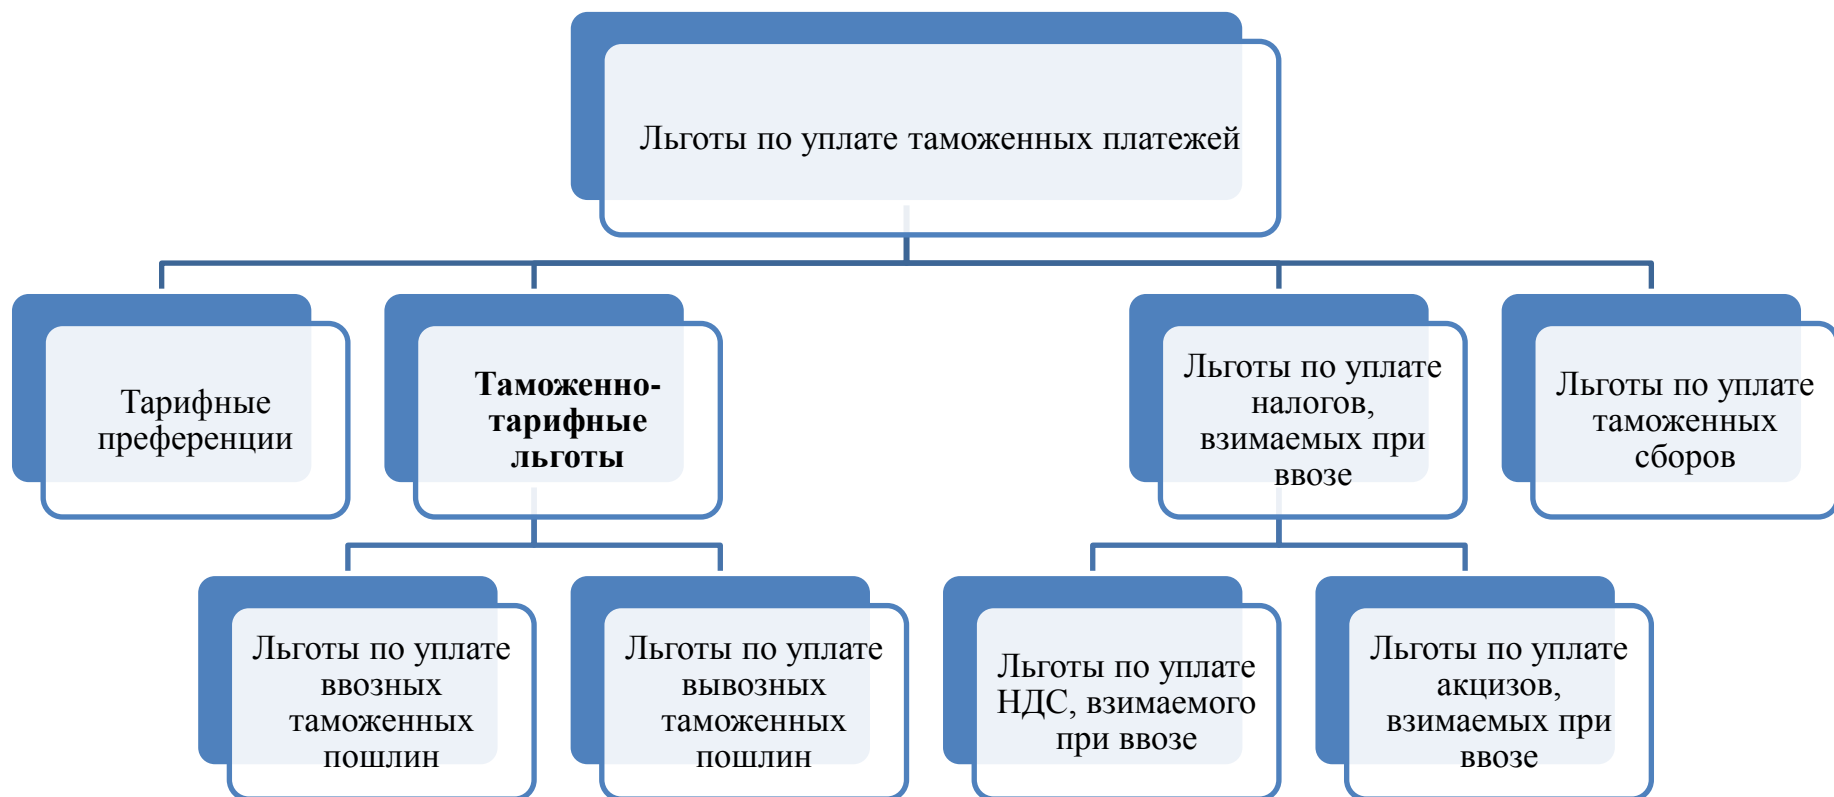 Льготы по уплате таможенных платежей
Тарифные
преференции
Таможенно-
тарифные
льготы
Льготы по уплате
налогов,
взимаемых при
ввозе
Льготы по уплате
таможенных
сборов
Льготы по уплате
ввозных
таможенных
пошлин
Льготы по уплате
вывозных
таможенных
пошлин
Льготы по уплате
НДС, взимаемого
при ввозе
Льготы по уплате
акцизов,
взимаемых при
ввозе